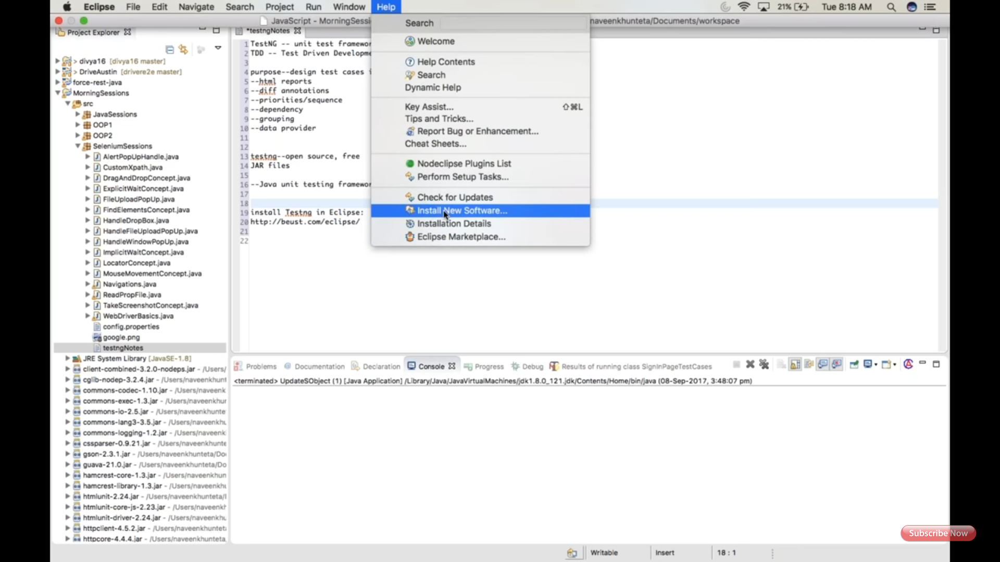 Eclipse File Edit Navigate Search Project Run Window Help 21% Tue 8:18 AM
JavaScript - MorningSessi naveenkhunteta/Documents/workspace
Project Explorer
> divya16 [divya16 master]
> DriveAustin [drivere2e master]
force-rest-java
MorningSessions
src
JavaSessions
OOP1
OOP2
SeleniumSessions
AlertPopUpHandle.java
CustomXpath.java
DragAndDropConcept.java
ExplicitWaitConcept.java
FileUploadPopUp.java
FindElementsConcept.java
HandleDropBox.java
HandleFileUploadPopUp.java
HandleWindowPopUp.java
ImplicitWaitConcept.java
LocatorConcept.java
MouseMovementConcept.java
Navigations.java
ReadPropFile.java
TakeScreenshotConcept.java
WebDriverBasics.java
config.properties
google.png
testngNotes
JRE System Library [JavaSE-1.8]
client-combined-3.2.0-nodeps.jar - /Users/
cglib-nodep-3.2.4.jar - /Users/naveenkhunt
commons-codec-1.10.jar - /Users/naveenk
commons-exec-1.3.jar - /Users/naveenkhur
commons-io-2.5.jar - /Users/naveenkhunte
commons-lang3-3.5.jar - /Users/naveenkhu
commons-logging-1.2.jar - /Users/naveenk
cssparser-0.9.21.jar - /Users/naveenkhunte
gson-2.3.1.jar - /Users/naveenkhunteta/Do
guava-21.0.jar - /Users/naveenkhunteta/Do
hamcrest-core-1.3.jar - /Users/naveenkhun
hamcrest-library-1.3.jar - /Users/naveenkhu
htmlunit-2.24.jar - /Users/naveenkhunteta/
htmlunit-core-js-2.23.jar - /Users/naveenkh
htmlunit-driver-2.24.jar - /Users/naveenkhu
httpclient-4.5.2.jar - /Users/naveenkhunteta
httpcore-4.4.4.jar - /Users/naveenkhunteta
*testngNotes
1 TestNG -- unit test framewor
2 TDD -- Test Driven Developme
3
4 purpose--design test cases i
5 --html reports
6 --diff annotations
7 --priorities/sequence
8 --dependency
9 --grouping
10 --data provider
11
12
13 testng--open source, free
14 JAR files
15
16 --Java unit testing framewor
17
18
19 install Testng in Eclipse:
20 http://beust.com/eclipse/
21
22
Search
Welcome
Help Contents
Search
Dynamic Help
Key Assist... ⇧⌘L
Tips and Tricks...
Report Bug or Enhancement...
Cheat Sheets...
Nodeclipse Plugins List
Perform Setup Tasks...
Check for Updates
Install New Software...
Installation Details
Eclipse Marketplace...
Problems Documentation Declaration Console Progress Debug Results of running class SignInPageTestCases
<terminated> UpdateSObject (1) [Java Application] /Library/Java/JavaVirtualMachines/jdk1.8.0_121.jdk/Contents/Home/bin/java (08-Sep-2017, 3:48:07 pm)
Subscribe Now
Writable Insert 18 : 1